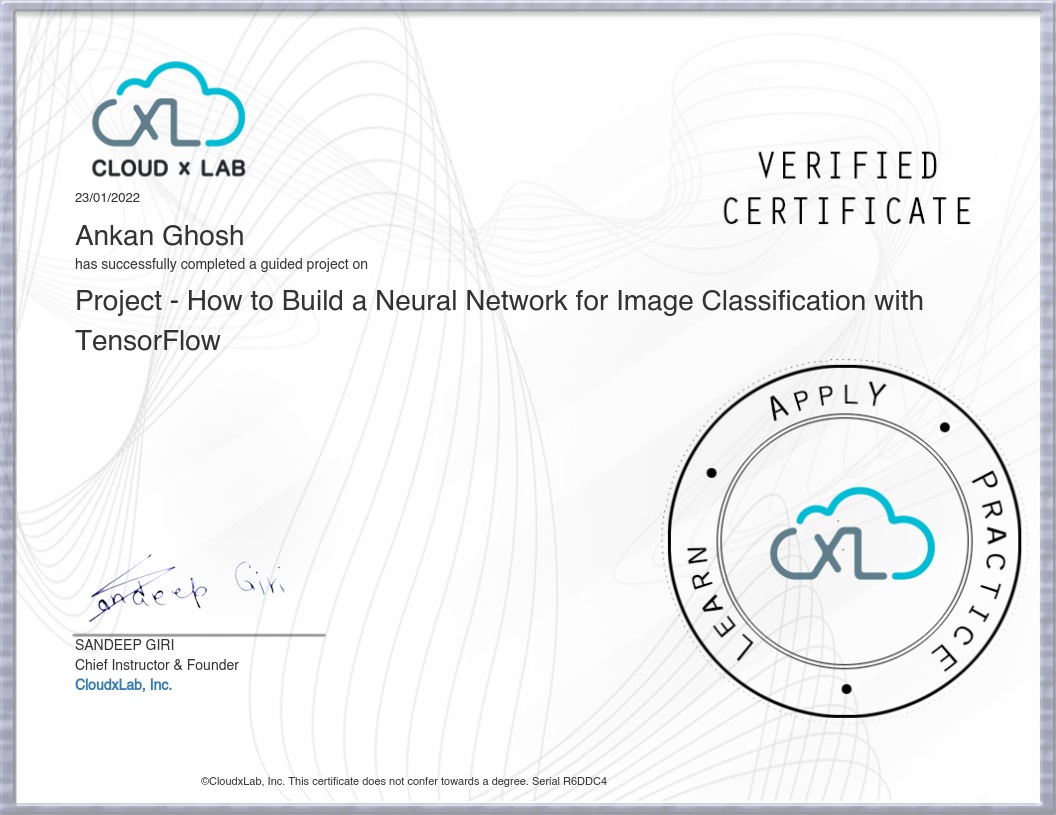 CXL
CLOUD x LAB
23/01/2022
VERIFIED
CERTIFICATE
Ankan Ghosh
has successfully completed a guided project on
Project - How to Build a Neural Network for Image Classification with
TensorFlow
LEARN • APPLY • PRACTICE •
CXL
Sandeep Giri
SANDEEP GIRI
Chief Instructor & Founder
CloudxLab, Inc.
©CloudxLab, Inc. This certificate does not confer towards a degree. Serial R6DDC4